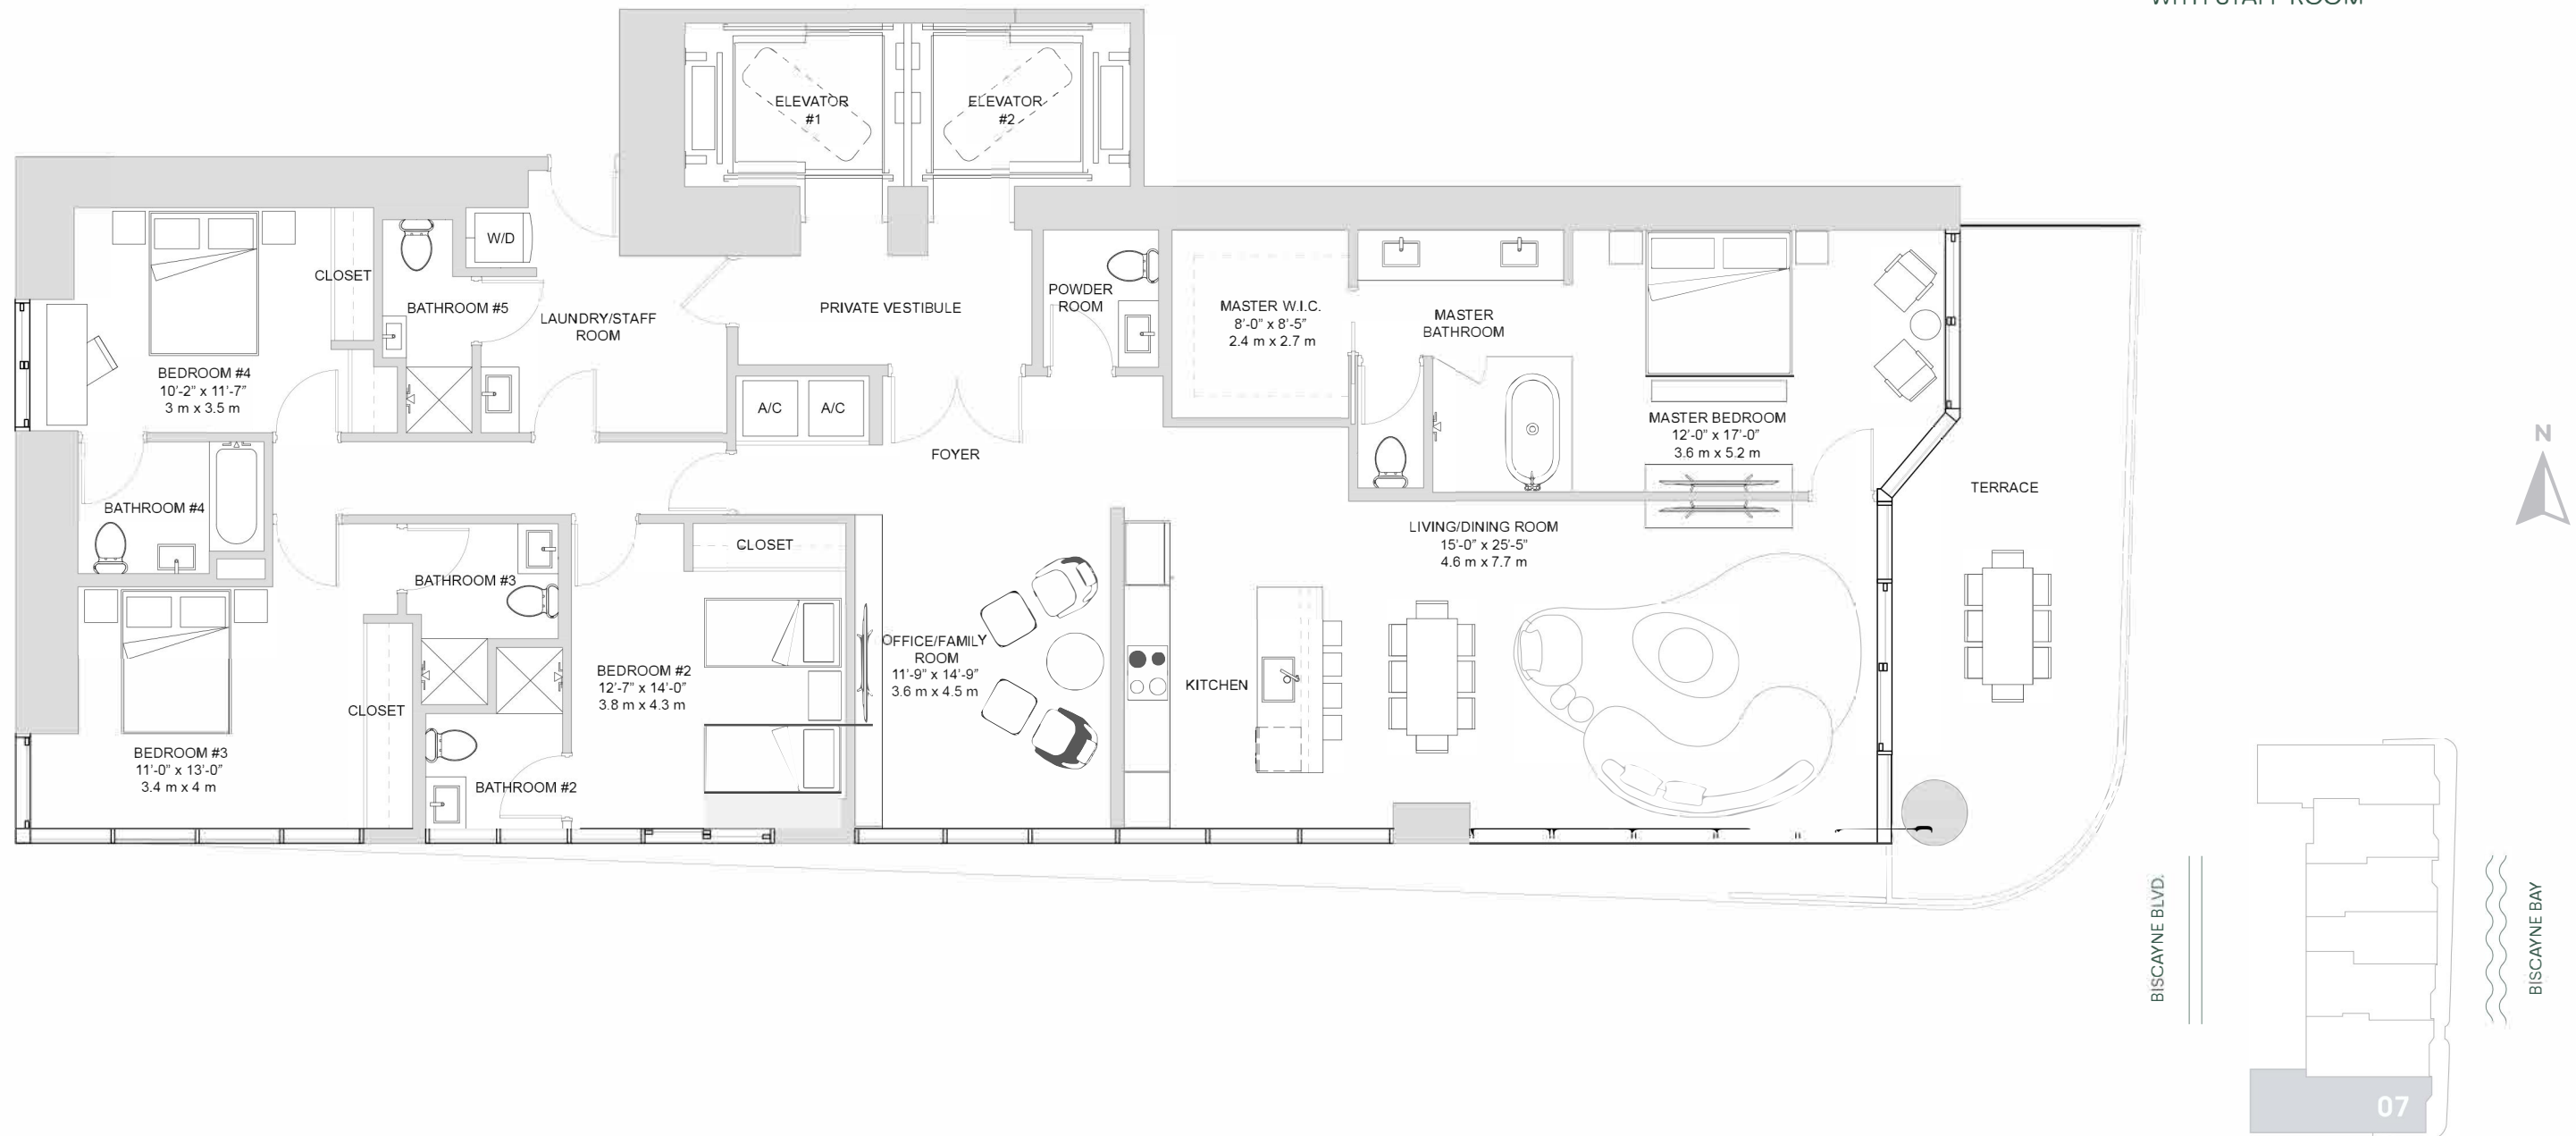 WITH STAFF ROOM
ELEVATOR
#1
ELEVATOR
#2
W/D
CLOSET
BATHROOM #5
LAUNDRY/STAFF
ROOM
PRIVATE VESTIBULE
POWDER
ROOM
MASTER W.I.C.
8'-0" x 8'-5"
2.4 m x 2.7 m
MASTER
BATHROOM
BEDROOM #4
10'-2" x 11'-7"
3 m x 3.5 m
A/C
A/C
MASTER BEDROOM
12'-0" x 17'-0"
3.6 m x 5.2 m
FOYER
TERRACE
N
BATHROOM #4
CLOSET
LIVING/DINING ROOM
15'-0" x 25'-5"
4.6 m x 7.7 m
BATHROOM #3
OFFICE/FAMILY
ROOM
11'-9" x 14'-9"
3.6 m x 4.5 m
BEDROOM #2
12'-7" x 14'-0"
3.8 m x 4.3 m
KITCHEN
CLOSET
BEDROOM #3
11'-0" x 13'-0"
3.4 m x 4 m
BATHROOM #2
BISCAYNE BLVD.
BISCAYNE BAY
07